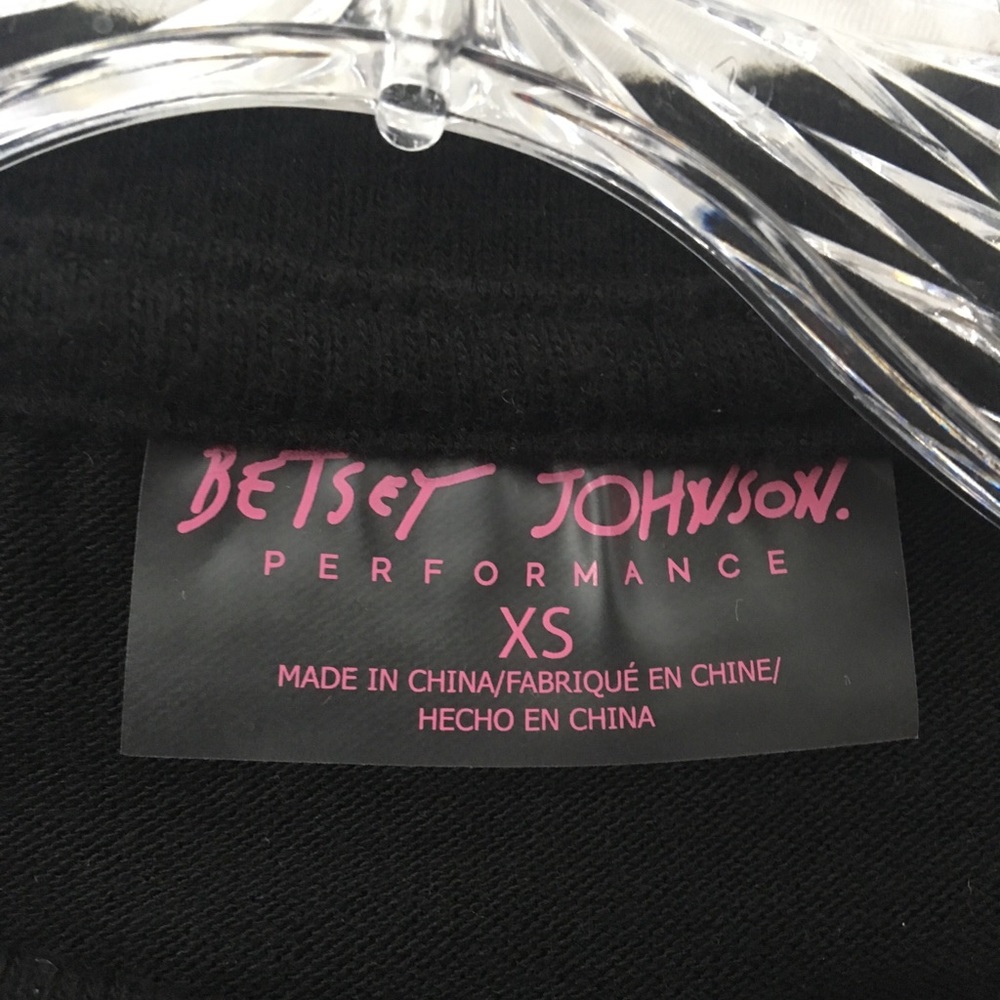 BETSEY JOHNSON.
PERFORMANCE
XS
MADE IN CHINA/FABRIQUÉ EN CHINE/
HECHO EN CHINA